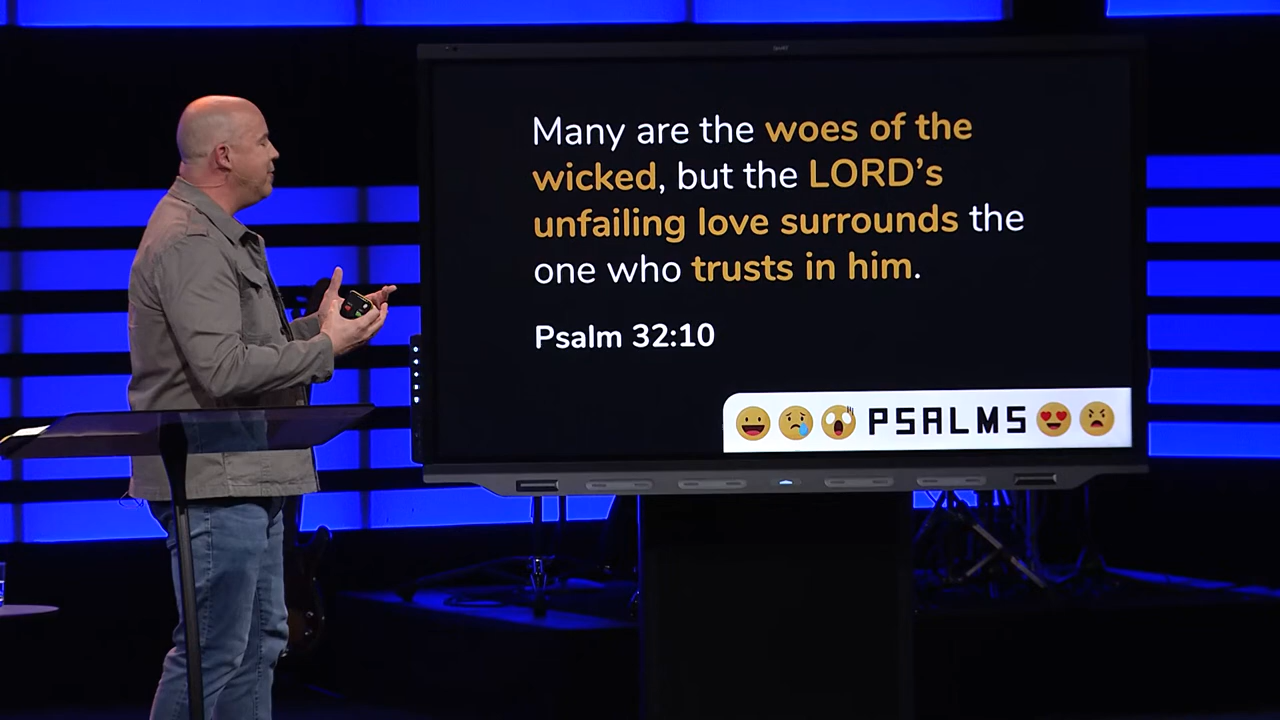 Many are the woes of the
wicked, but the LORD’s
unfailing love surrounds the
one who trusts in him.
Psalm 32:10
PSALMS